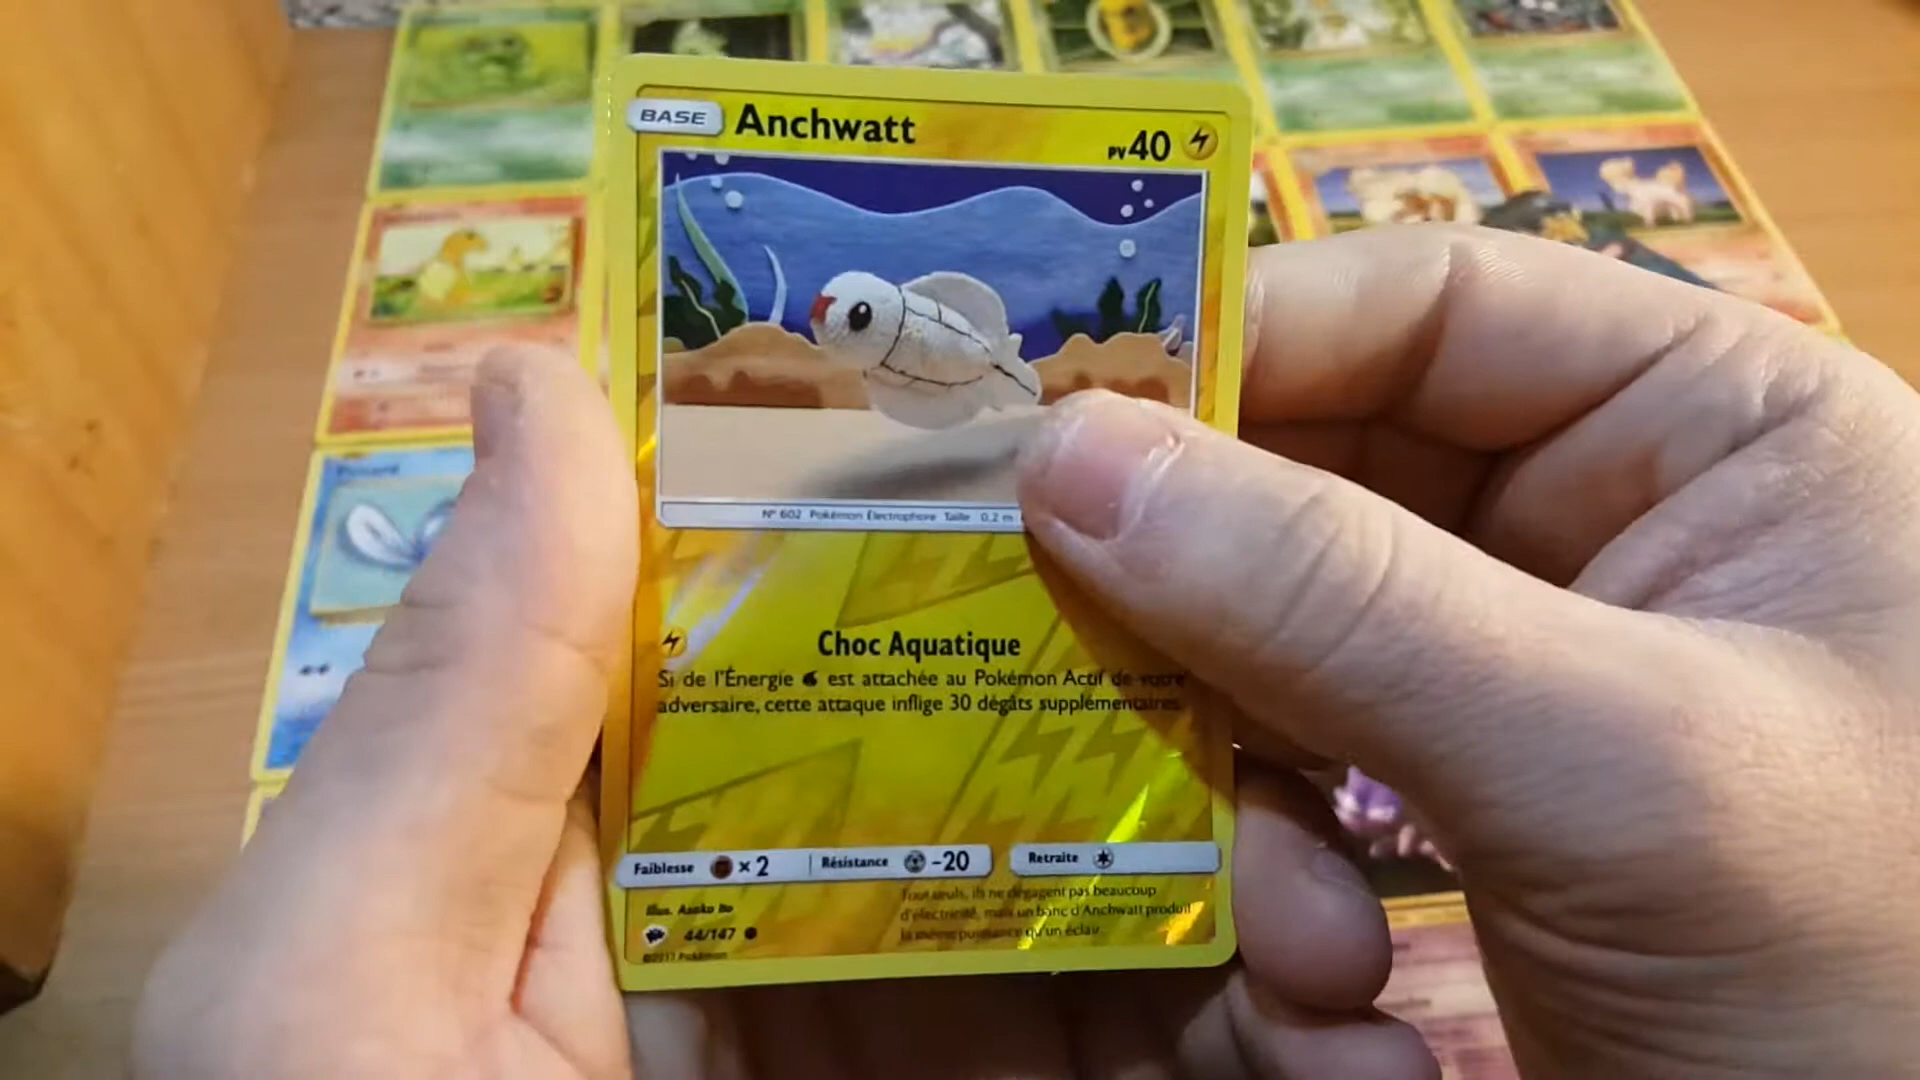 BASE Anchwatt PV 40
N° 602 Pokémon Électrophore Taille 0,2 m
Choc Aquatique
Si de l'Énergie est attachée au Pokémon Actif de votre
adversaire, cette attaque inflige 30 dégâts supplémentaires.
Faiblesse ×2 Résistance -20 Retraite
Illus. Asako Ito
44/147
©2017 Pokémon
Tout seuls, ils ne dégagent pas beaucoup
d'électricité, mais un banc d'Anchwatt produit
la même puissance qu'un éclair.